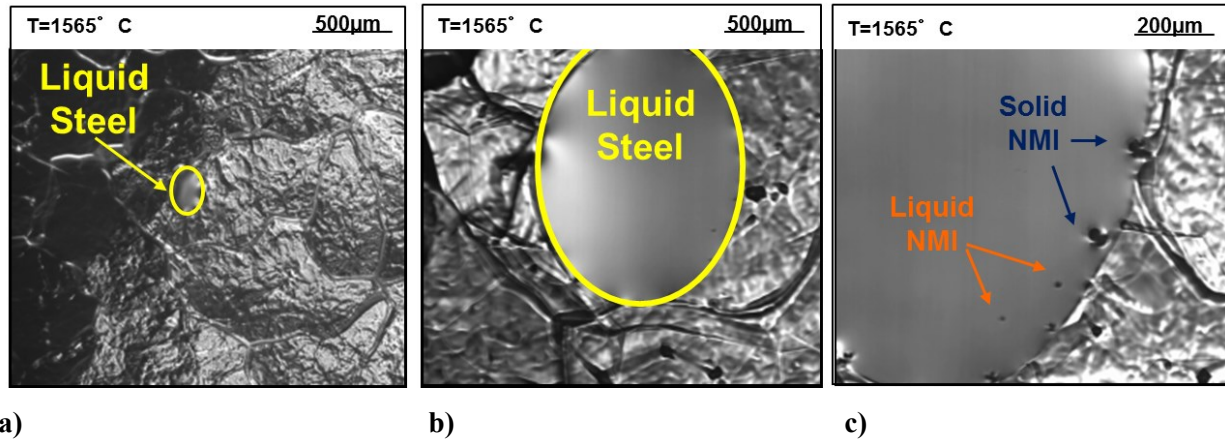 T=1565° C 500µm
Liquid
Steel
T=1565° C 500µm
Liquid
Steel
T=1565° C 200µm
Solid
NMI
Liquid
NMI
a)
b)
c)